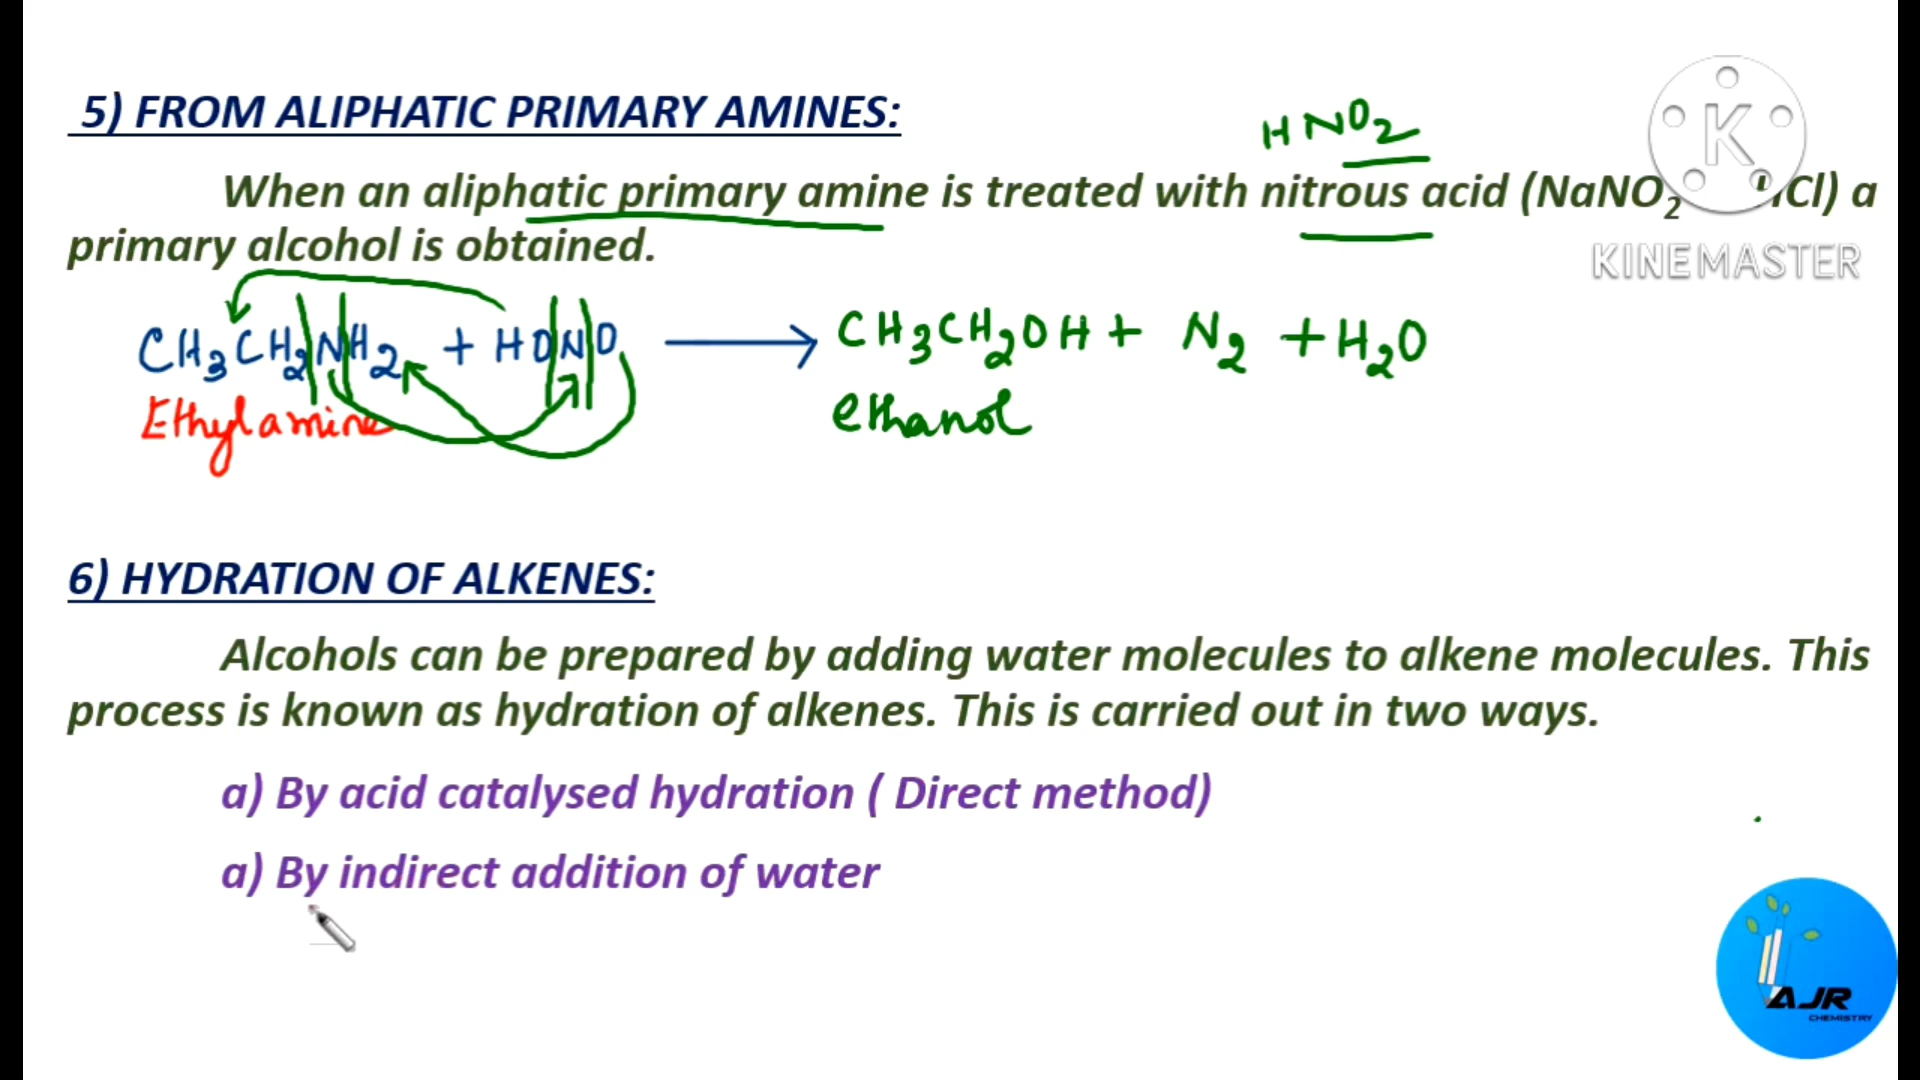 5) FROM ALIPHATIC PRIMARY AMINES:
HNO₂
When an aliphatic primary amine is treated with nitrous acid (NaNO₂ HCl) a
KINEMASTER
primary alcohol is obtained.
CH₃CH₂NH₂ + HONO → CH₃CH₂OH + N₂ + H₂O
Ethylamine ethanol
6) HYDRATION OF ALKENES:
Alcohols can be prepared by adding water molecules to alkene molecules. This
process is known as hydration of alkenes. This is carried out in two ways.
a) By acid catalysed hydration ( Direct method)
a) By indirect addition of water
AJR
CHEMISTRY